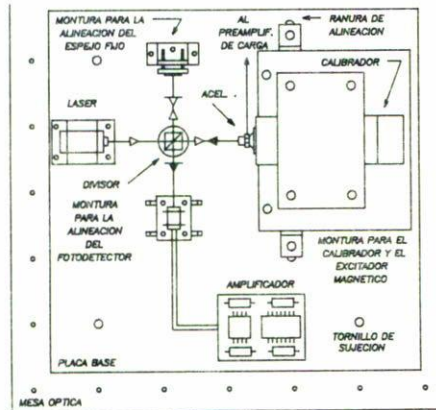 MONTURA PARA LA
ALINEACION DEL
ESPEJO FIJO
AL
PREAMPLIF.
DE CARGA
RANURA DE
ALINEACION
CALIBRADOR
LASER
ACEL.
DIVISOR
MONTURA
PARA LA
ALINEACION
DEL
FOTODETECTOR
MONTURA PARA EL
CALIBRADOR Y EL
EXCITADOR
MAGNETICO
AMPLIFICADOR
TORNILLO DE
SUJECION
PLACA BASE
MESA OPTICA